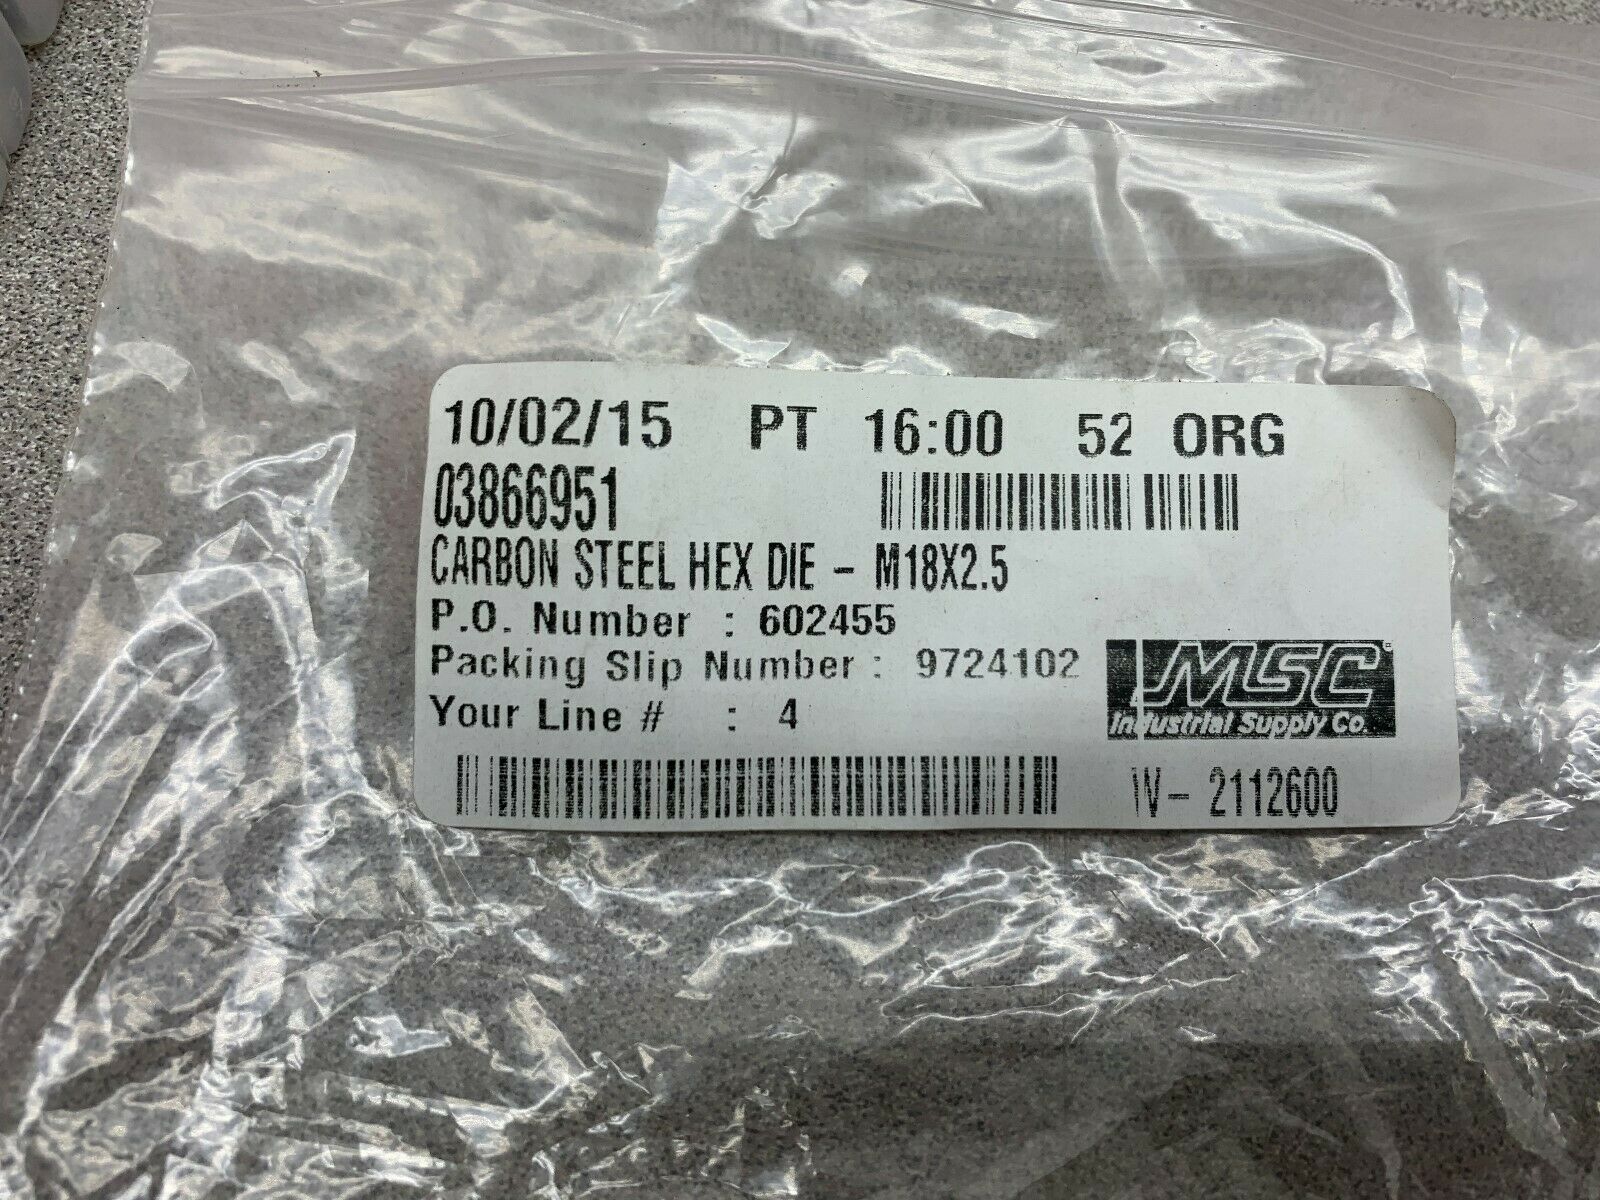 10/02/15 PT 16:00 52 ORG
03866951
CARBON STEEL HEX DIE - M18X2.5
P.O. Number : 602455
Packing Slip Number : 9724102
Your Line # : 4
MSC
Industrial Supply Co.
IV- 2112600